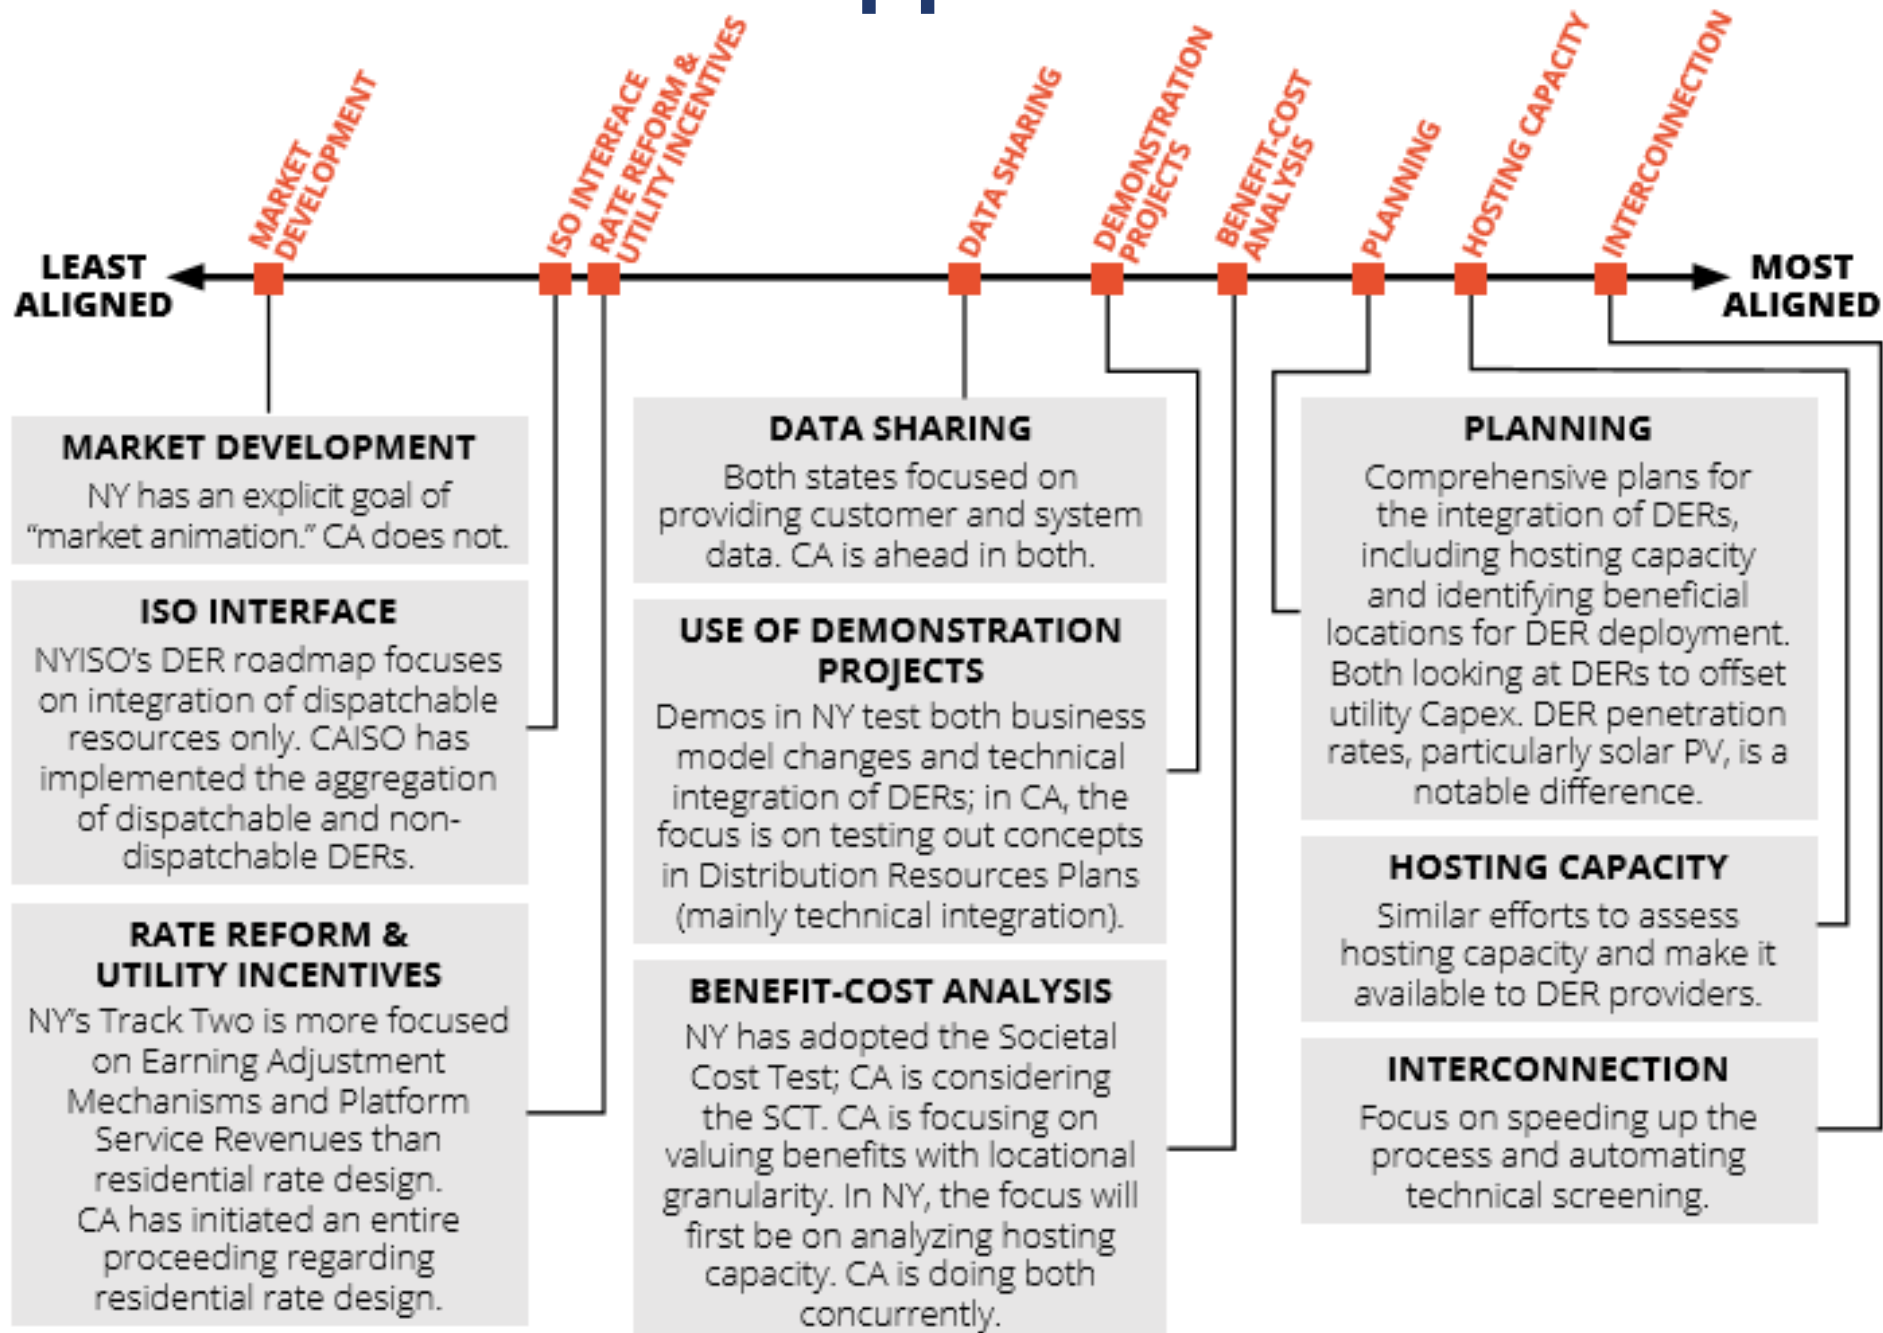 MARKET
DEVELOPMENT
ISO INTERFACE
RATE REFORM &
UTILITY INCENTIVES
DATA SHARING
DEMONSTRATION
PROJECTS
BENEFIT-COST
ANALYSIS
PLANNING
HOSTING CAPACITY
INTERCONNECTION
LEAST
ALIGNED
MOST
ALIGNED
MARKET DEVELOPMENT
NY has an explicit goal of
“market animation.” CA does not.
ISO INTERFACE
NYISO’s DER roadmap focuses
on integration of dispatchable
resources only. CAISO has
implemented the aggregation
of dispatchable and non-
dispatchable DERs.
RATE REFORM &
UTILITY INCENTIVES
NY’s Track Two is more focused
on Earning Adjustment
Mechanisms and Platform
Service Revenues than
residential rate design.
CA has initiated an entire
proceeding regarding
residential rate design.
DATA SHARING
Both states focused on
providing customer and system
data. CA is ahead in both.
USE OF DEMONSTRATION
PROJECTS
Demos in NY test both business
model changes and technical
integration of DERs; in CA, the
focus is on testing out concepts
in Distribution Resources Plans
(mainly technical integration).
BENEFIT-COST ANALYSIS
NY has adopted the Societal
Cost Test; CA is considering
the SCT. CA is focusing on
valuing benefits with locational
granularity. In NY, the focus will
first be on analyzing hosting
capacity. CA is doing both
concurrently.
PLANNING
Comprehensive plans for
the integration of DERs,
including hosting capacity
and identifying beneficial
locations for DER deployment.
Both looking at DERs to offset
utility Capex. DER penetration
rates, particularly solar PV, is a
notable difference.
HOSTING CAPACITY
Similar efforts to assess
hosting capacity and make it
available to DER providers.
INTERCONNECTION
Focus on speeding up the
process and automating
technical screening.